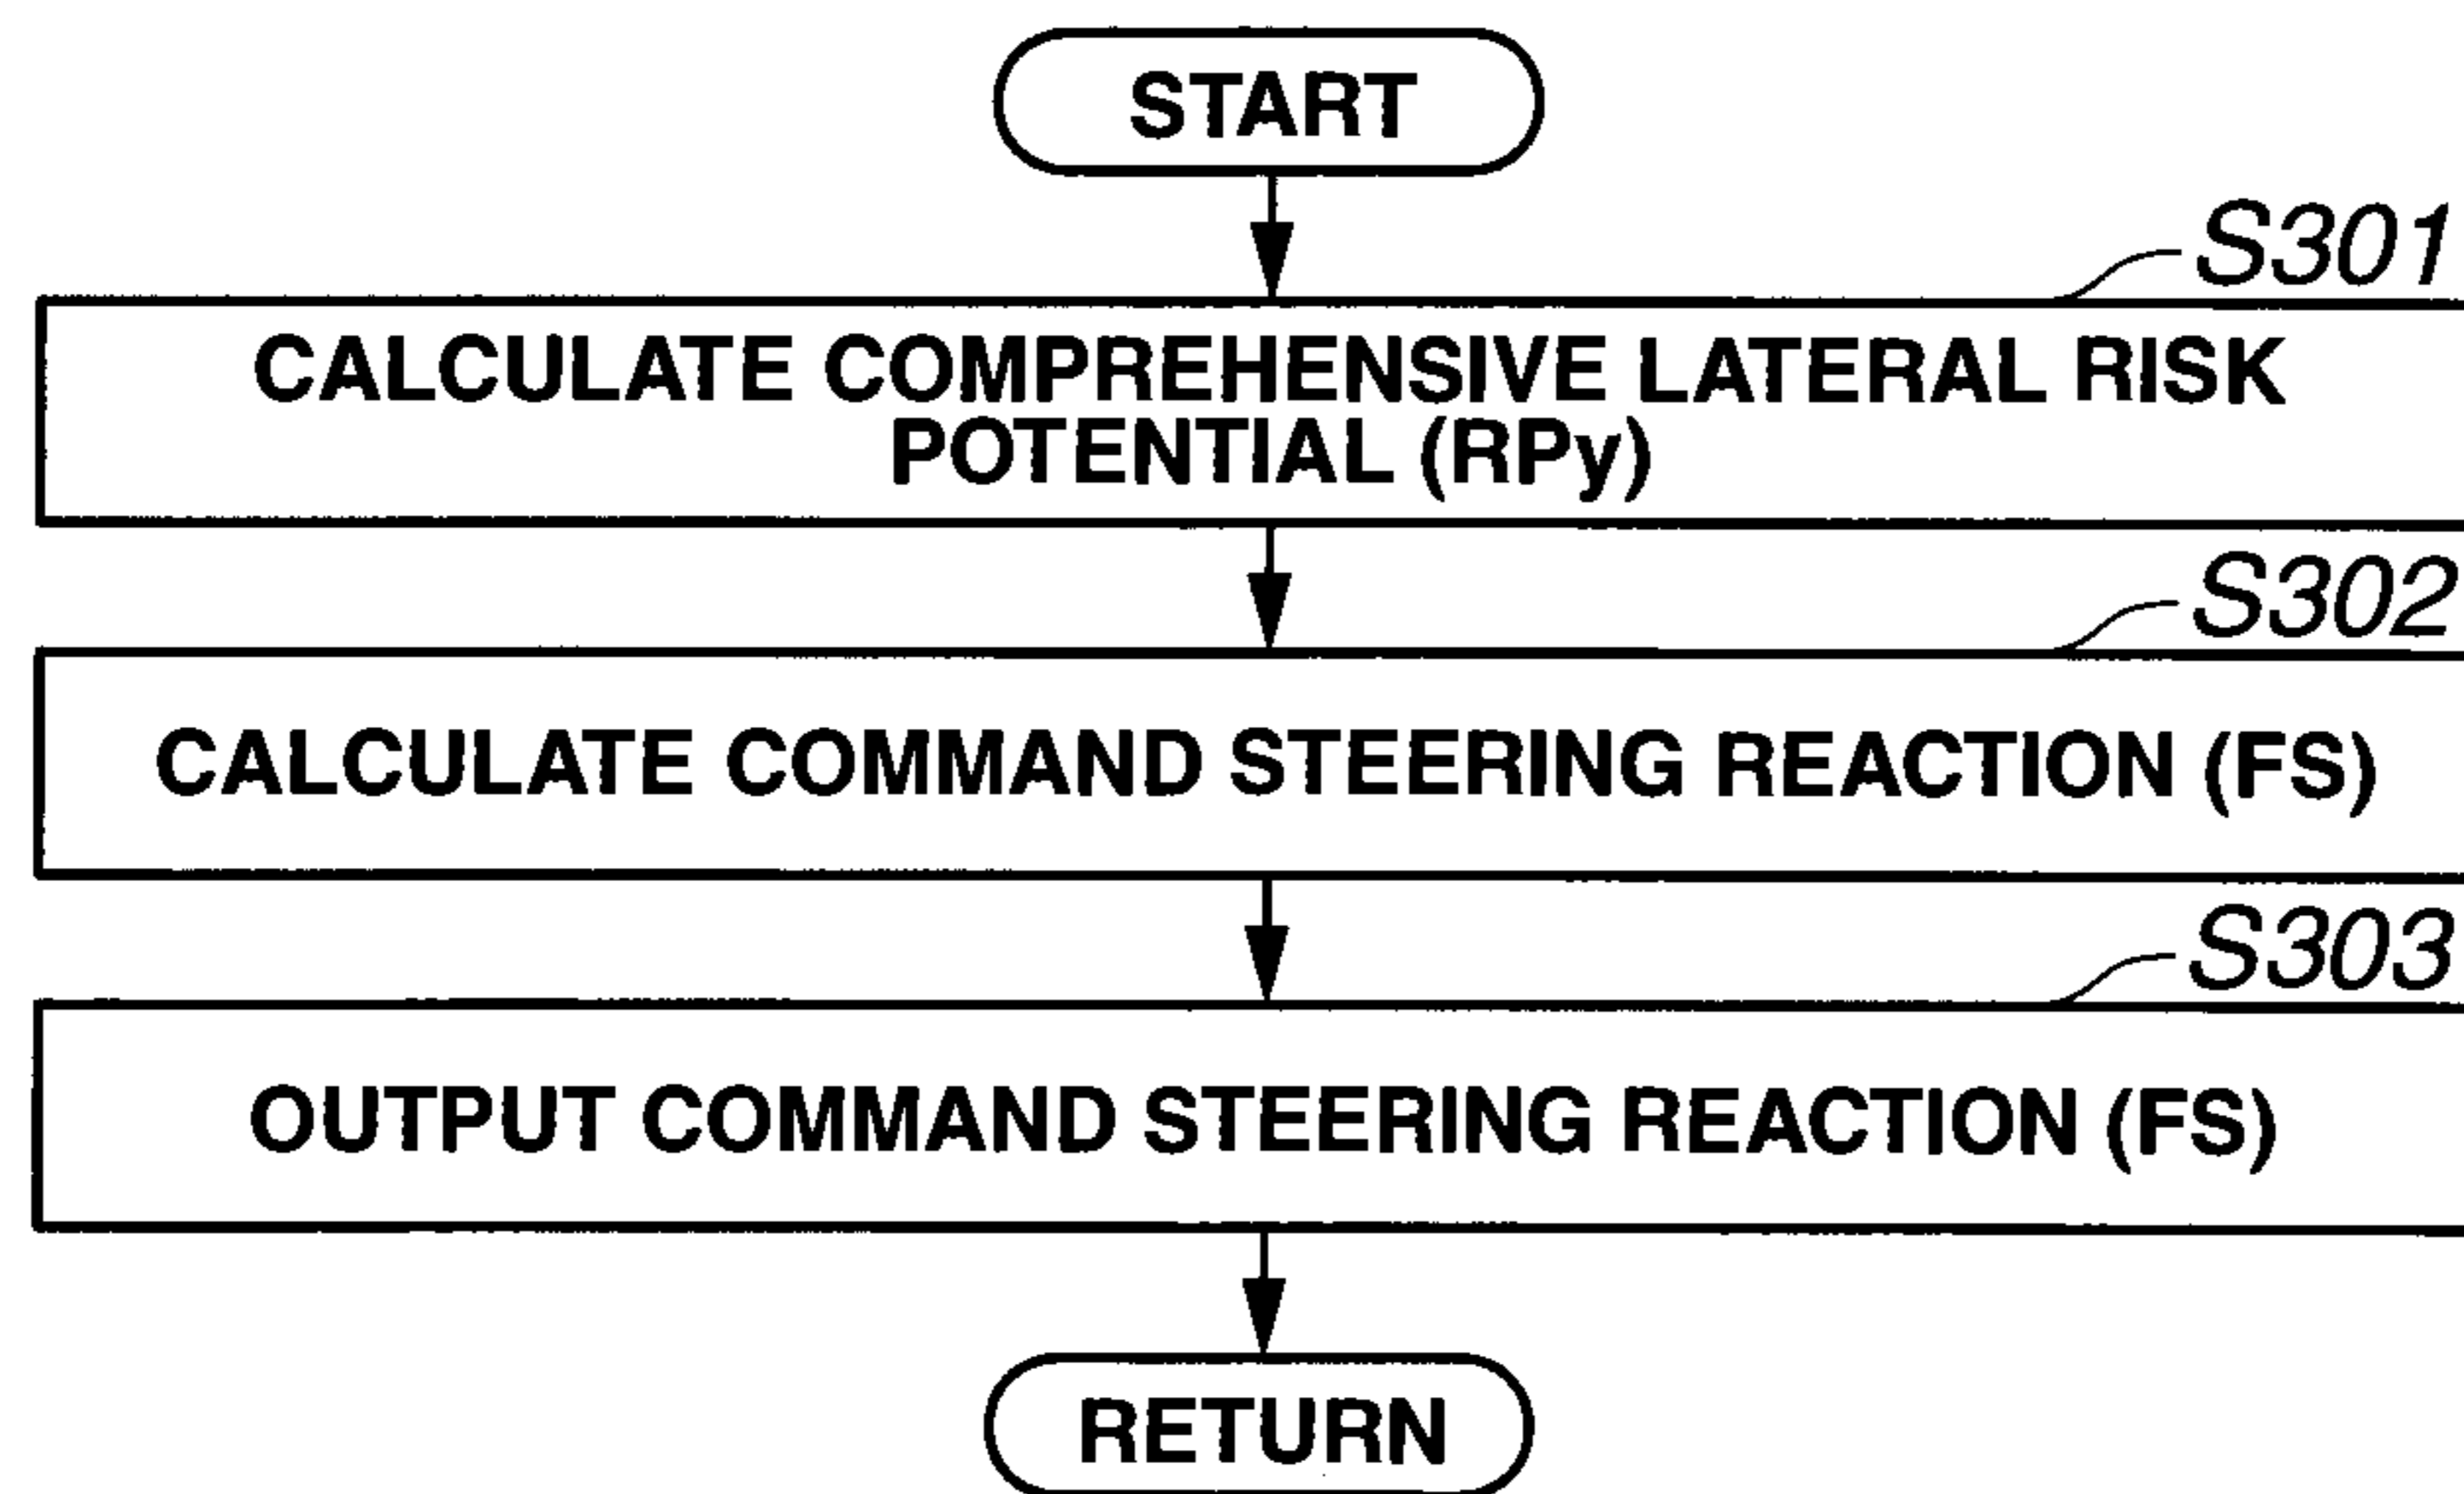 START
S301
CALCULATE COMPREHENSIVE LATERAL RISK
POTENTIAL (RPy)
S302
CALCULATE COMMAND STEERING REACTION (FS)
S303
OUTPUT COMMAND STEERING REACTION (FS)
RETURN